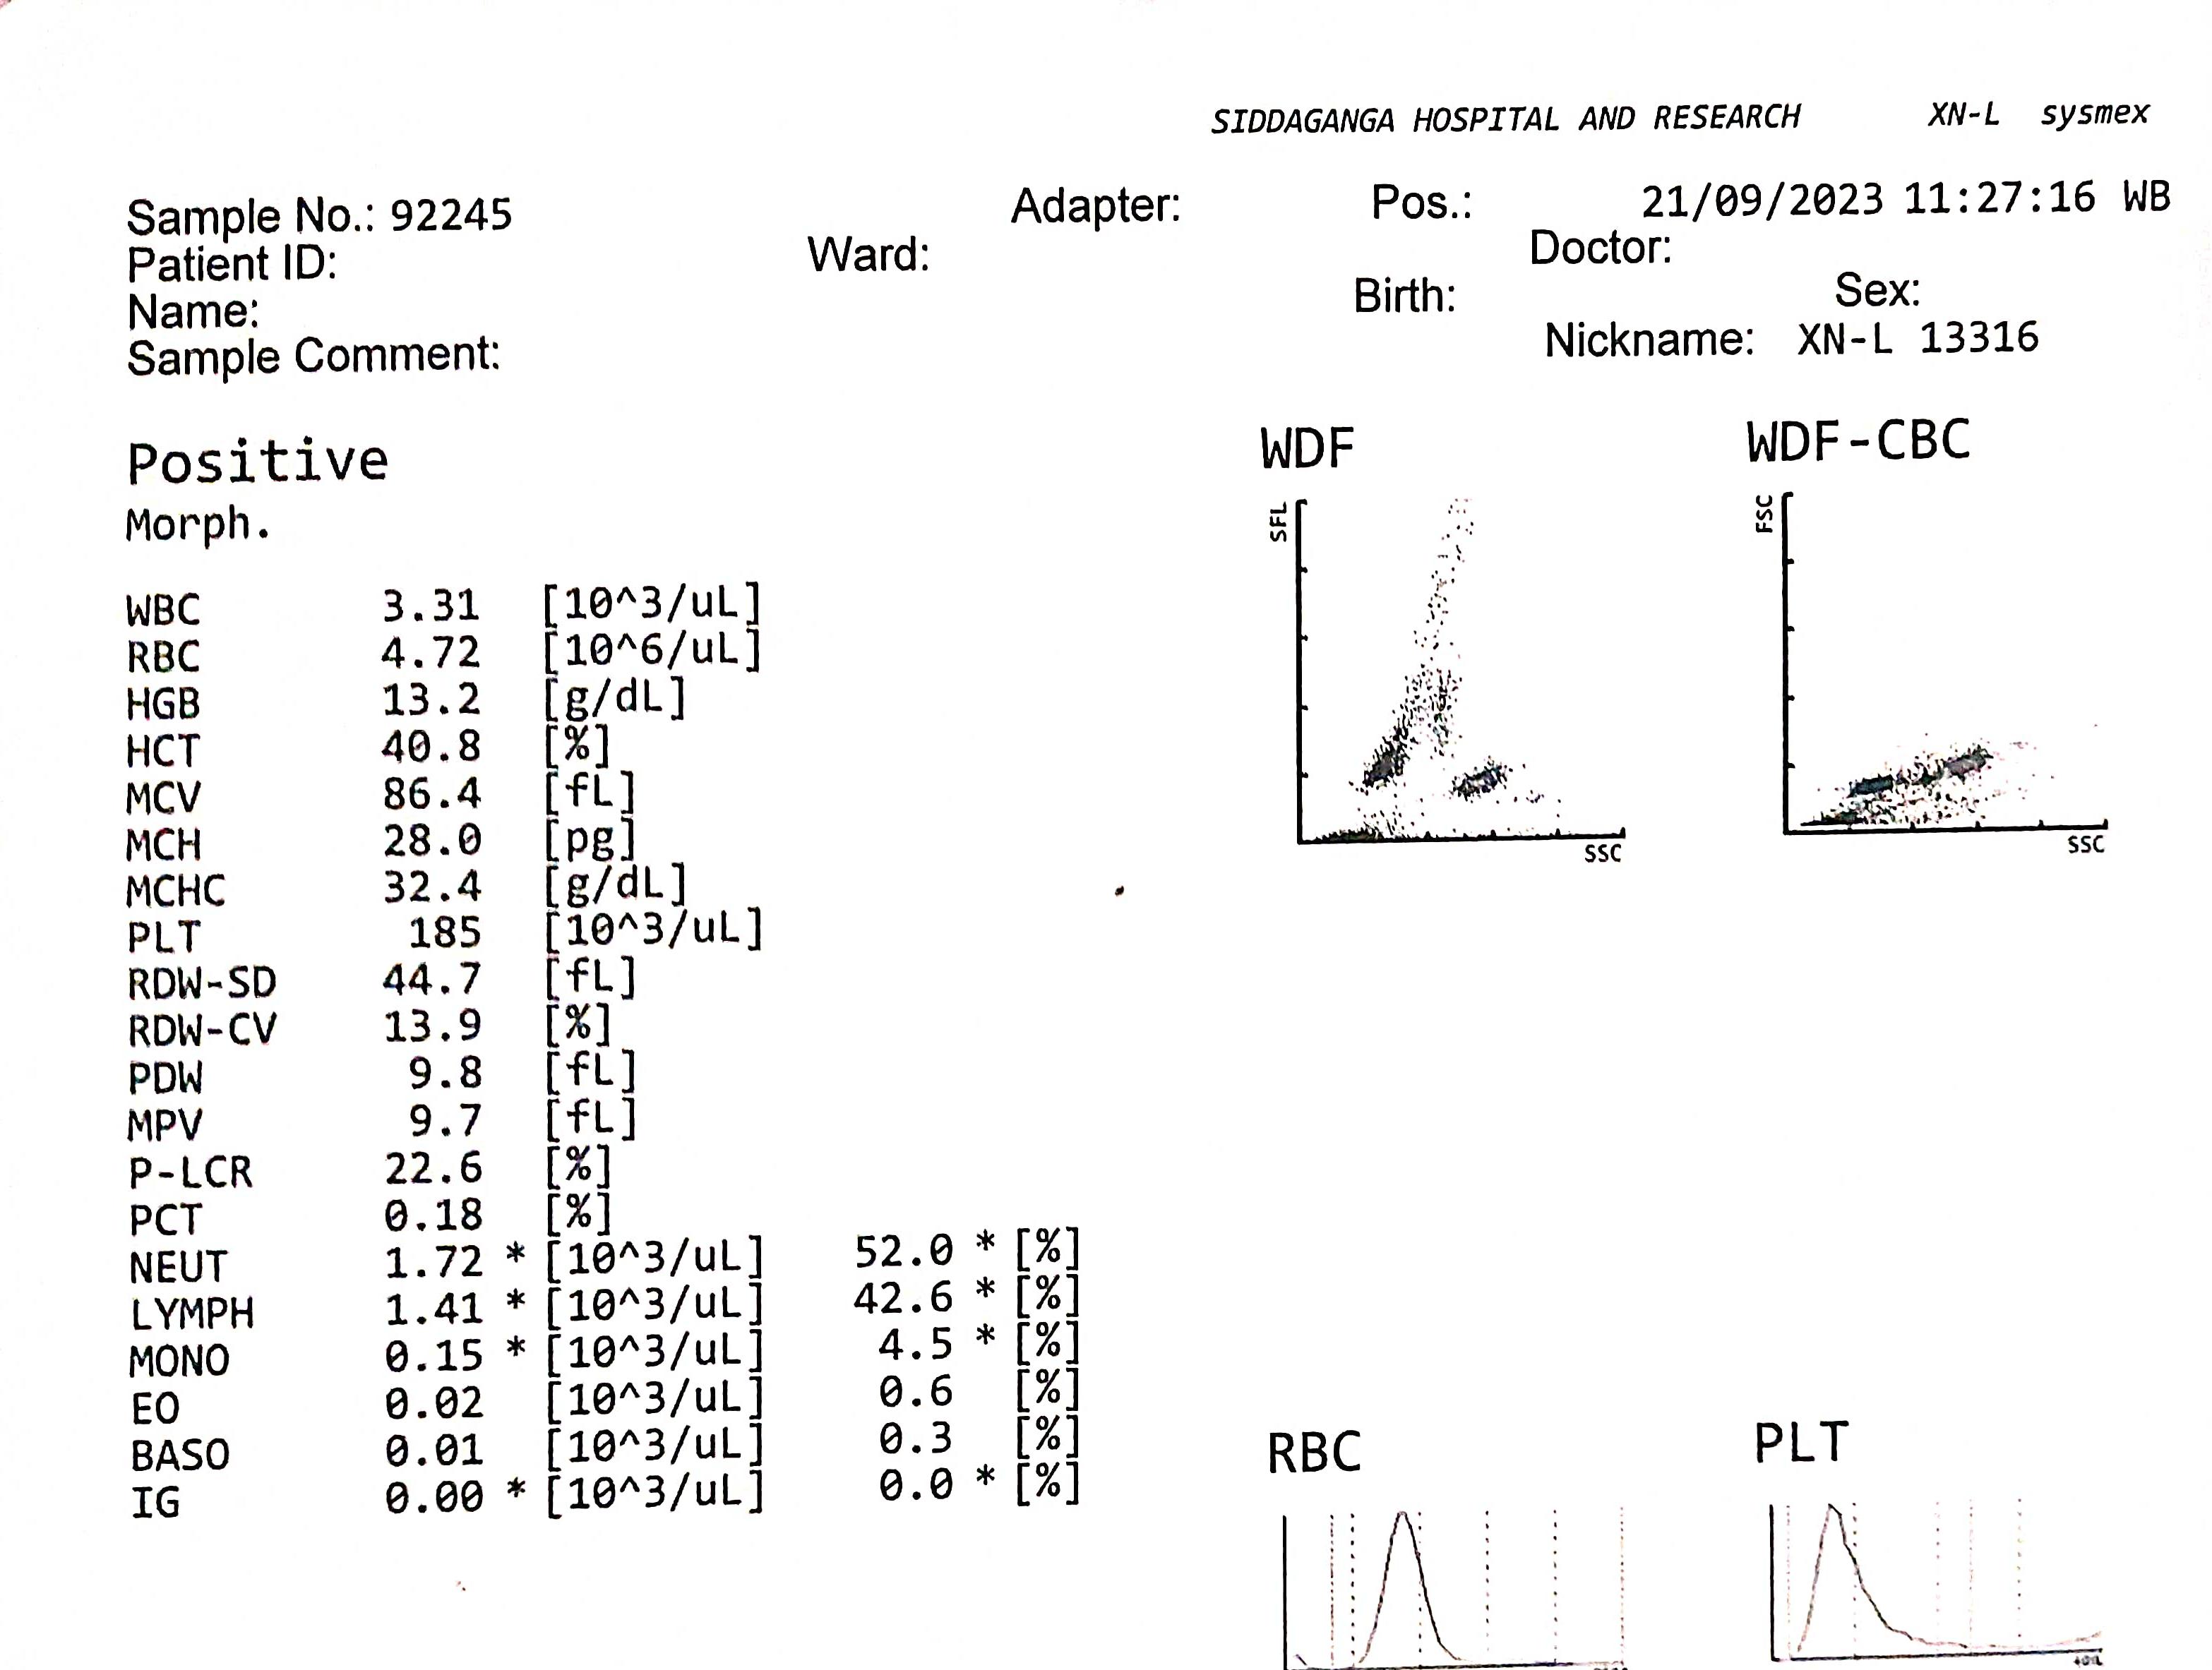 SIDDAGANGA HOSPITAL AND RESEARCH XN-L sysmex
Sample No.: 92245 Adapter: Pos.: 21/09/2023 11:27:16 WB
Patient ID: Ward: Doctor:
Name: Birth: Sex:
Sample Comment: Nickname: XN-L 13316
Positive
Morph.
WDF WDF-CBC
SFL FSC
SSC SSC
WBC 3.31 [10^3/uL]
RBC 4.72 [10^6/uL]
HGB 13.2 [g/dL]
HCT 40.8 [%]
MCV 86.4 [fL]
MCH 28.0 [pg]
MCHC 32.4 [g/dL]
PLT 185 [10^3/uL]
RDW-SD 44.7 [fL]
RDW-CV 13.9 [%]
PDW 9.8 [fL]
MPV 9.7 [fL]
P-LCR 22.6 [%]
PCT 0.18 [%]
NEUT 1.72 * [10^3/uL] 52.0 * [%]
LYMPH 1.41 * [10^3/uL] 42.6 * [%]
MONO 0.15 * [10^3/uL] 4.5 * [%]
EO 0.02 [10^3/uL] 0.6 [%]
BASO 0.01 [10^3/uL] 0.3 [%]
IG 0.00 * [10^3/uL] 0.0 * [%]
RBC PLT
40fL